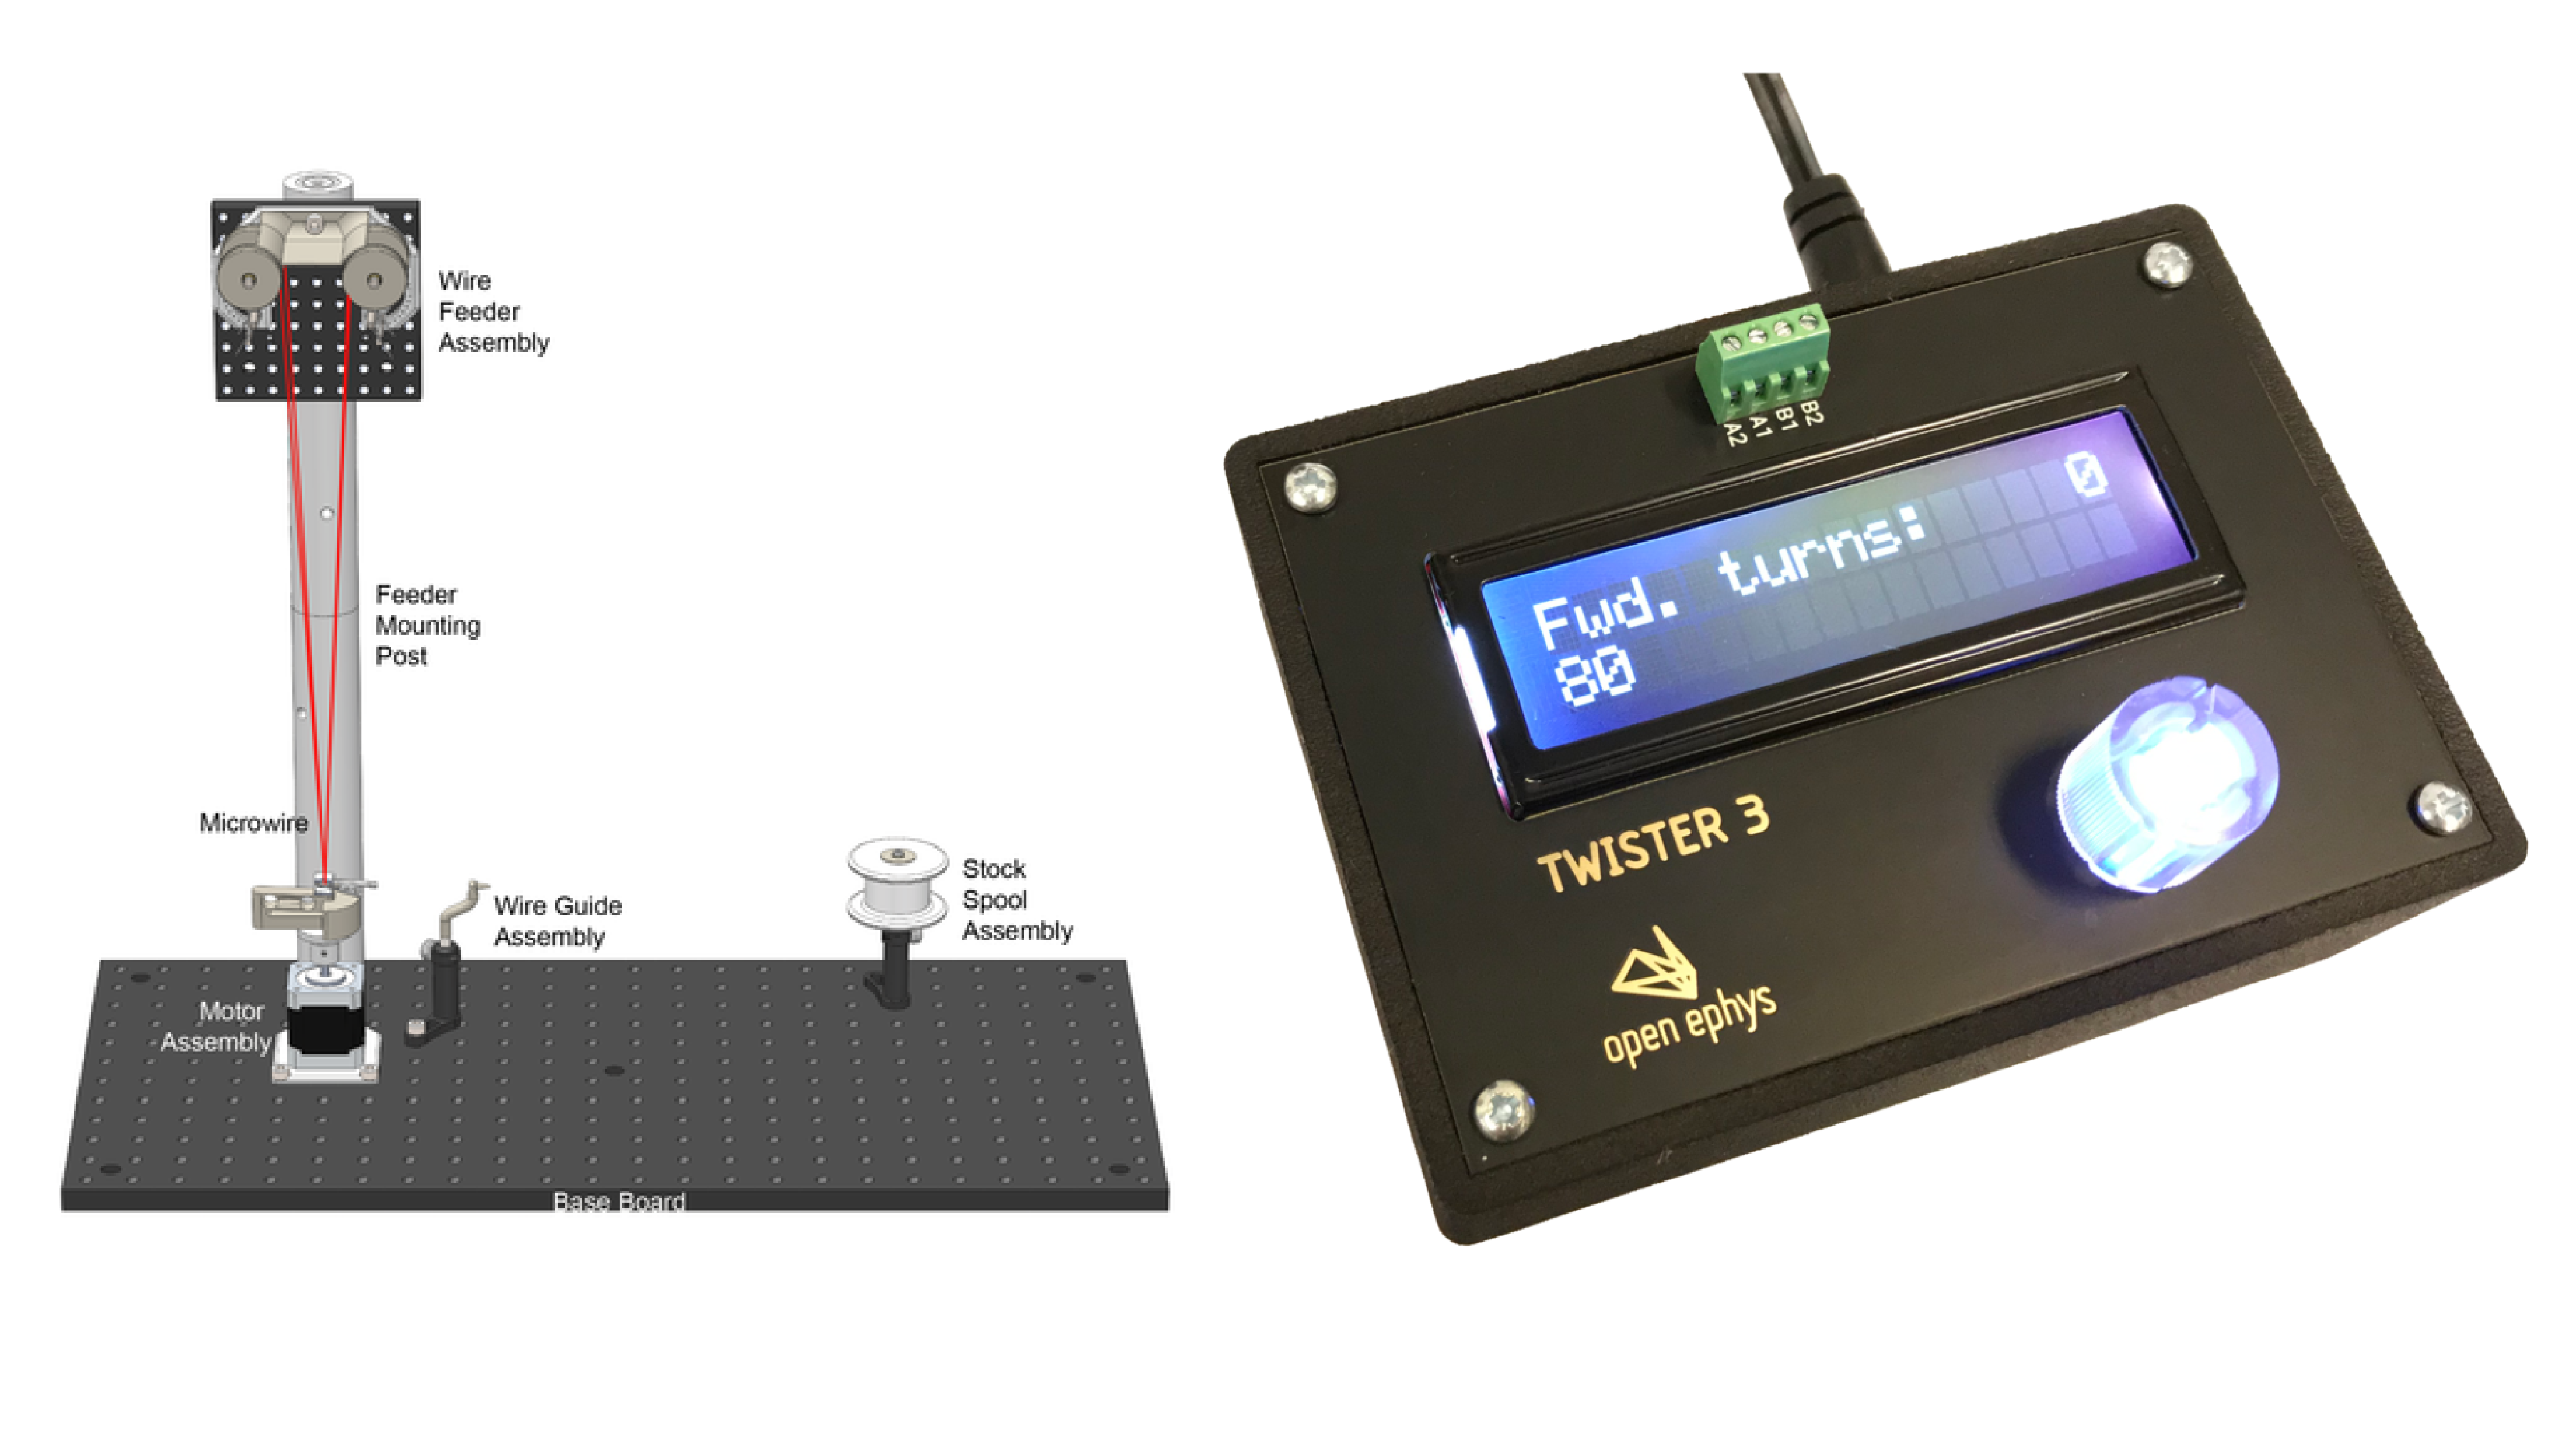 Wire
Feeder
Assembly
Feeder
Mounting
Post
Microwire
Wire Guide
Assembly
Stock
Spool
Assembly
Motor
Assembly
Base Board
A2 A1 B1 B2
Fwd. turns: 0
80
TWISTER 3
open ephys